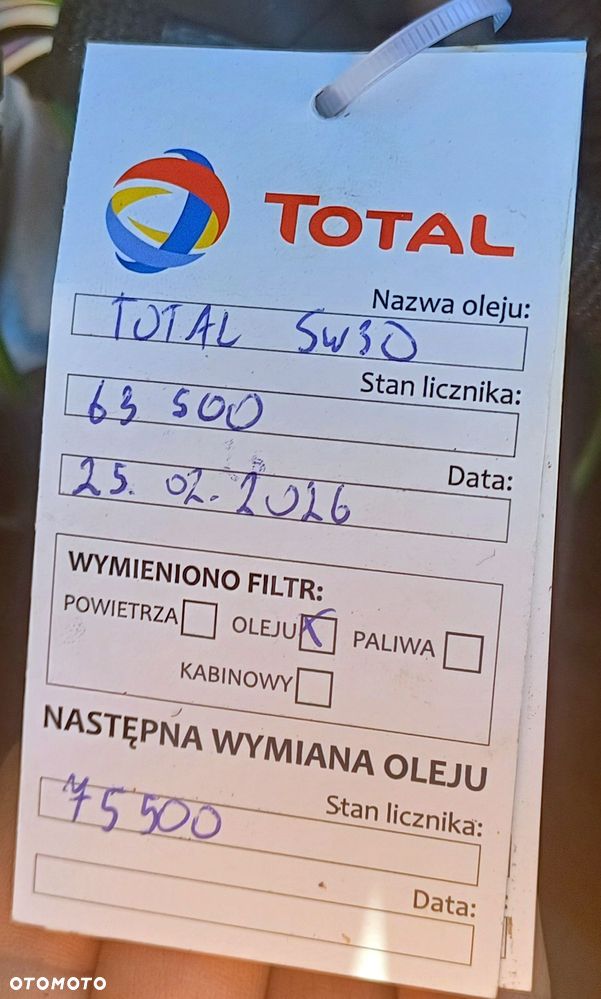 TOTAL
Nazwa oleju:
TOTAL 5W30
Stan licznika:
63 500
Data:
25.02.2026
WYMIENIONO FILTR:
POWIETRZA OLEJU X PALIWA
KABINOWY
NASTĘPNA WYMIANA OLEJU
Stan licznika:
75 500
Data:
OTOMOTO